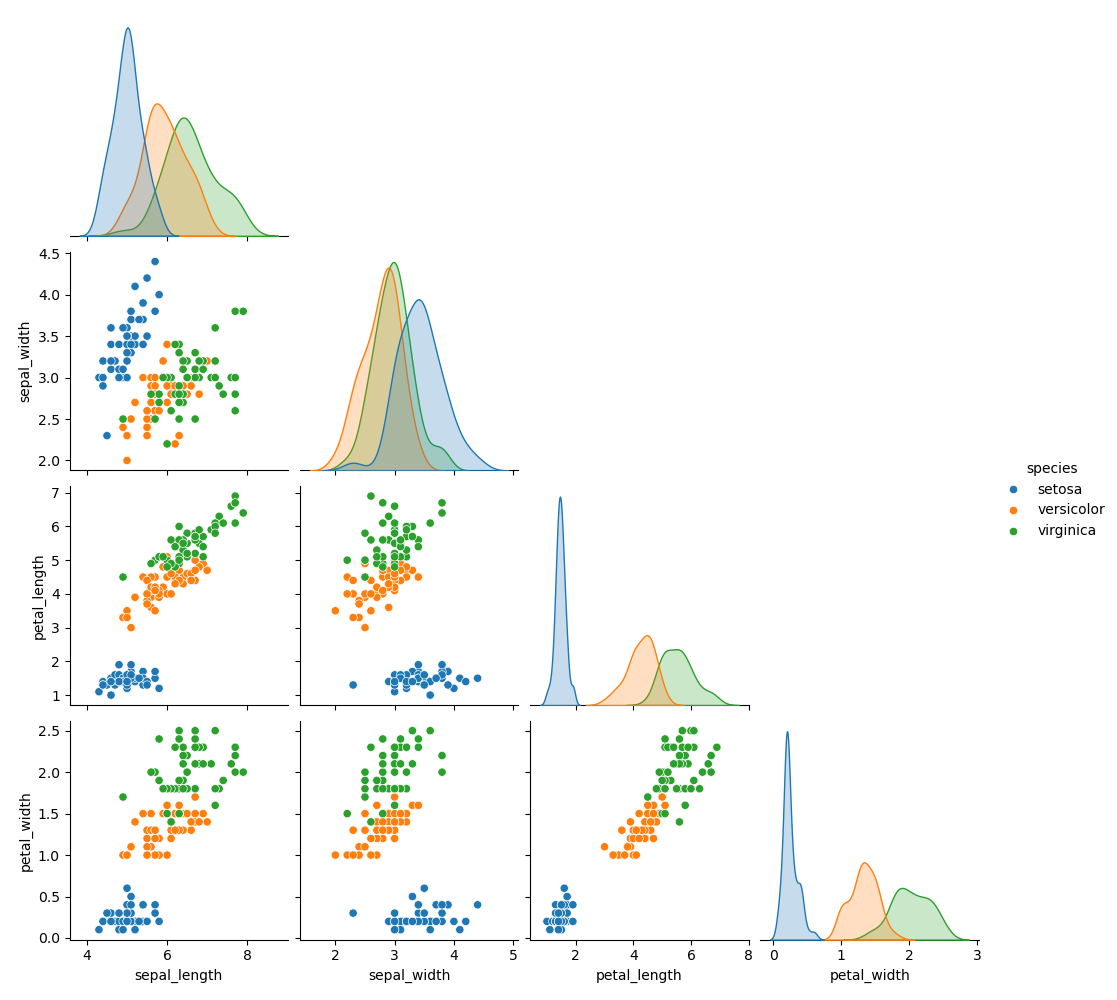 4 6 8
4.5
4.0
3.5
3.0
2.5
2.0
sepal_width
2 3 4 5
species
setosa
versicolor
virginica
7
6
5
4
3
2
1
petal_length
2 4 6 8
2.5
2.0
1.5
1.0
0.5
0.0
petal_width
0 1 2 3
sepal_length sepal_width petal_length petal_width